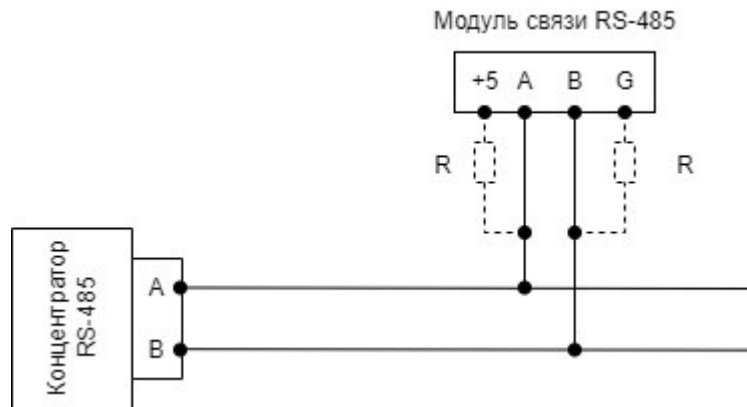 Модуль связи RS-485
+5 A B G
R R
Концентратор
RS-485
A
B